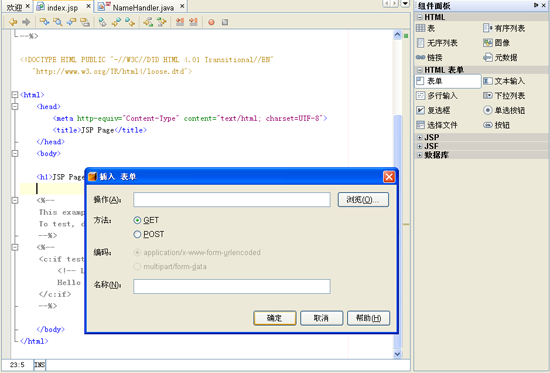 欢迎 index.jsp NameHandler.java
--%>
<!DOCTYPE HTML PUBLIC "-//W3C//DTD HTML 4.01 Transitional//EN"
"http://www.w3.org/TR/html4/loose.dtd">
<html>
<head>
<meta http-equiv="Content-Type" content="text/html; charset=UTF-8">
<title>JSP Page</title>
</head>
<body>
<h1>JSP Page
<%--
This examp
To test,
--%>
<%--
<c:if test
<!--
Hello
</c:if>
--%>
</body>
</html>
23:5 INS
插入 表单
操作(A):
浏览(O)...
方法:
GET
POST
编码:
application/x-www-form-urlencoded
multipart/form-data
名称(N):
确定 取消 帮助(H)
组件面板
HTML
表 有序列表
无序列表 图像
链接 元数据
HTML 表单
表单 文本输入
多行输入 下拉列表
复选框 单选按钮
选择文件 按钮
JSP
JSF
数据库